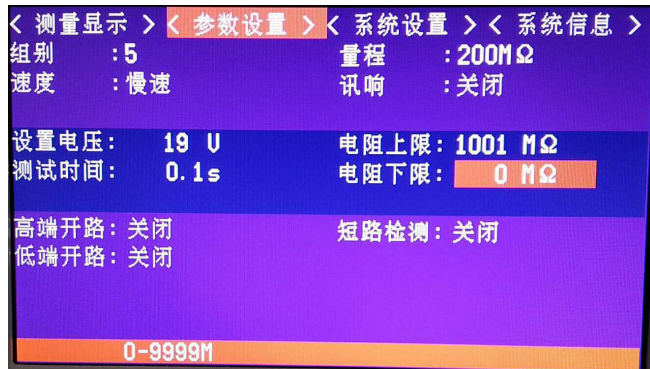 < 测量显示 > < 参数设置 > < 系统设置 > < 系统信息 >
组别 :5 量程 :200MΩ
速度 :慢速 讯响 :关闭
设置电压: 19 V 电阻上限: 1001 MΩ
测试时间: 0.1s 电阻下限: 0 MΩ
高端开路: 关闭 短路检测: 关闭
低端开路: 关闭
0-9999M